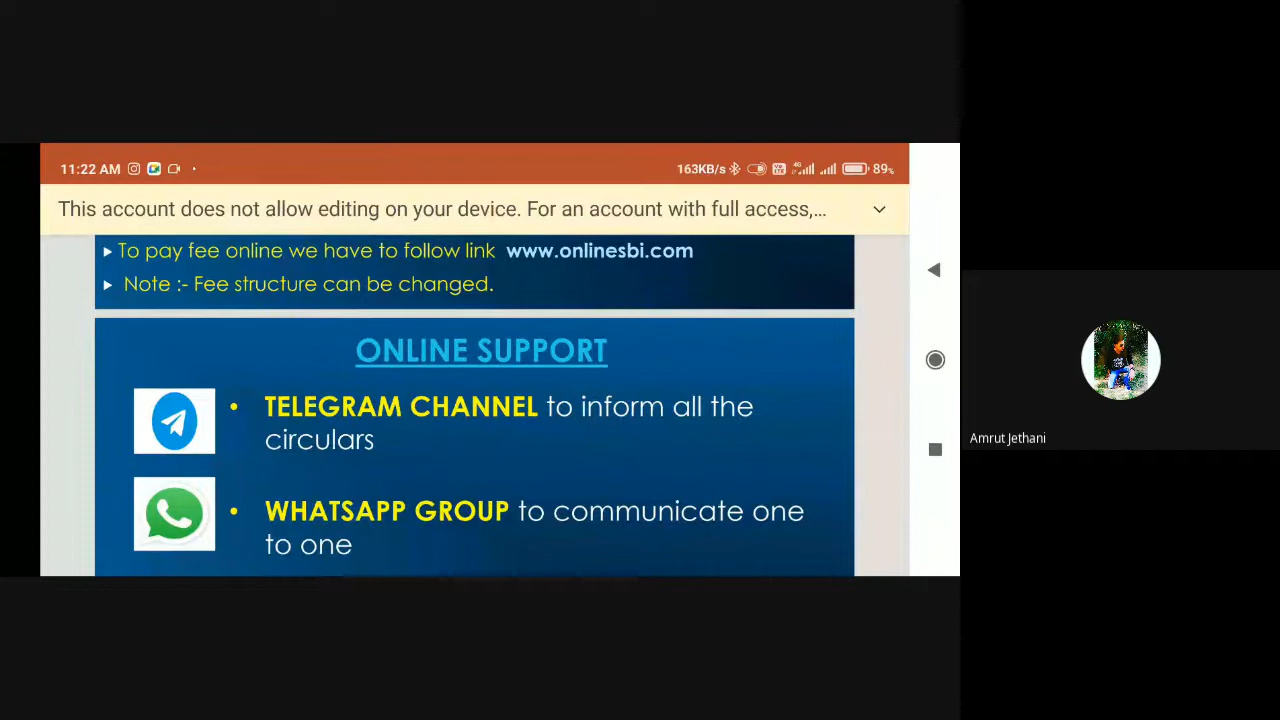 11:22 AM
163KB/s 4G 89%
This account does not allow editing on your device. For an account with full access,...
To pay fee online we have to follow link www.onlinesbi.com
Note :- Fee structure can be changed.
ONLINE SUPPORT
• TELEGRAM CHANNEL to inform all the
circulars
• WHATSAPP GROUP to communicate one
to one
Amrut Jethani